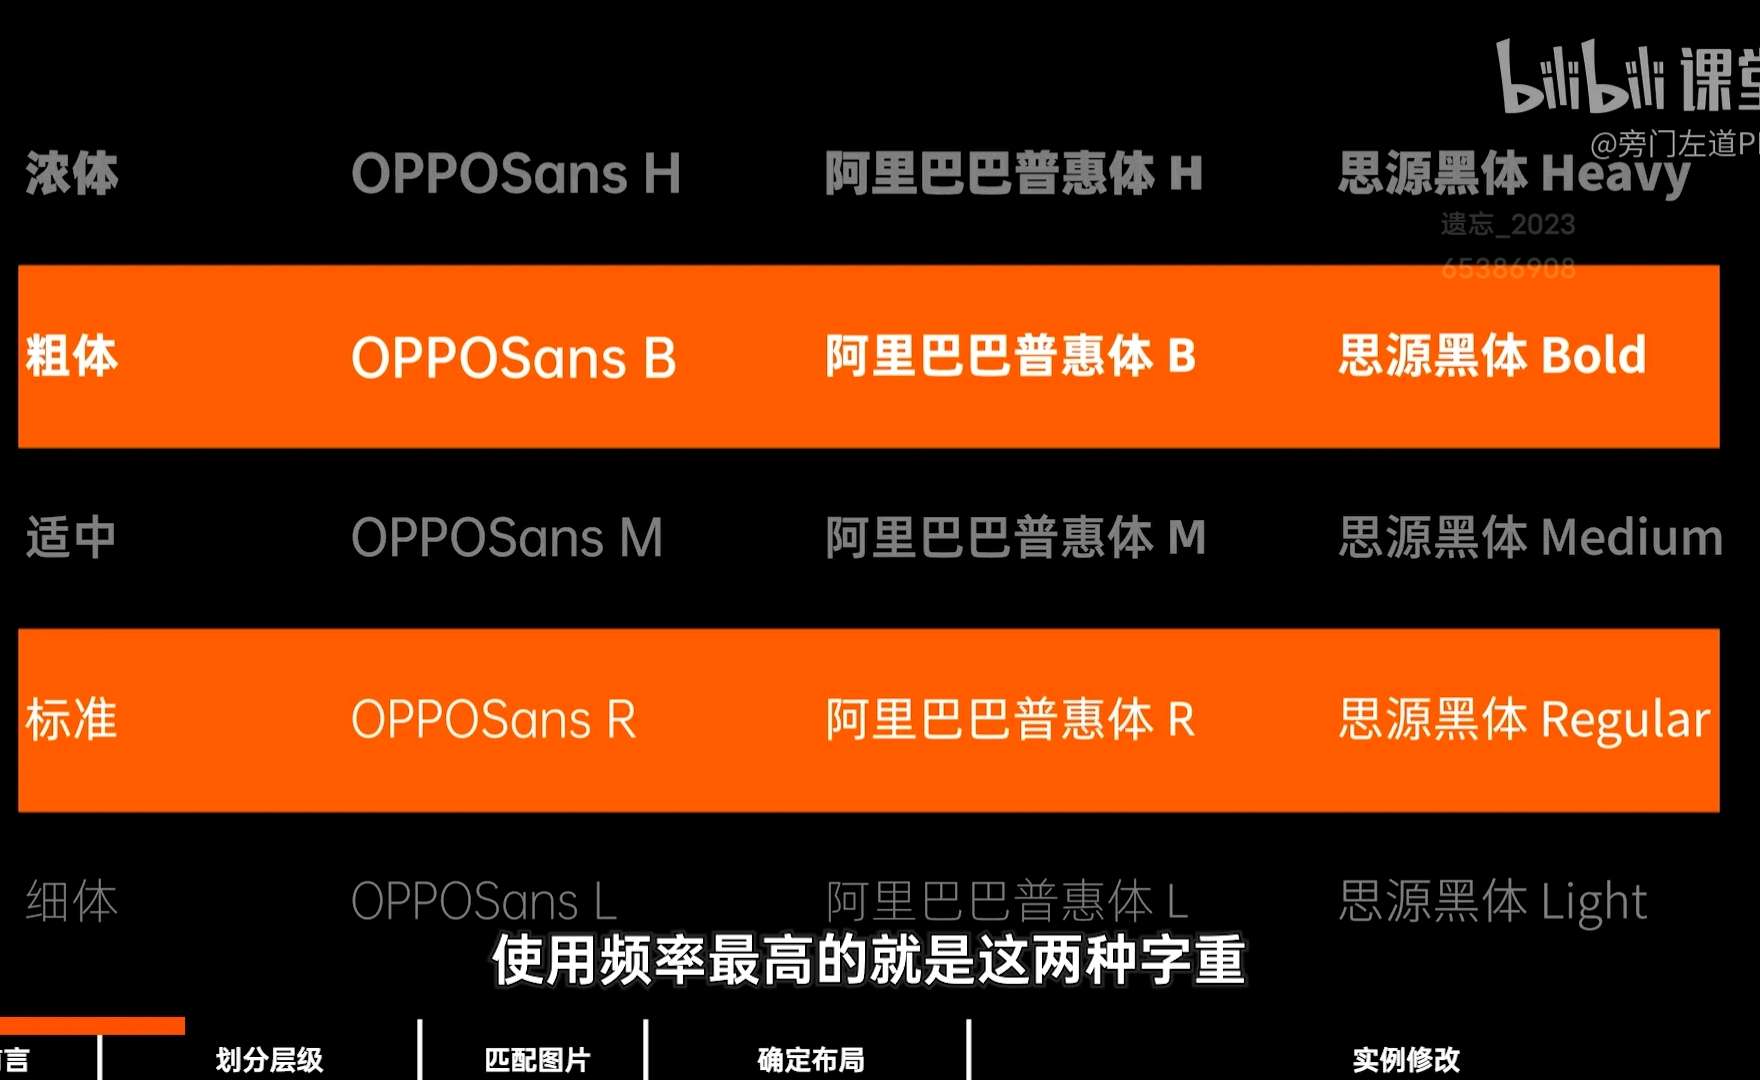 bilibili 课堂
@旁门左道P
浓体 OPPOSans H 阿里巴巴普惠体 H 思源黑体 Heavy
遗忘_2023
65386908
粗体 OPPOSans B 阿里巴巴普惠体 B 思源黑体 Bold
适中 OPPOSans M 阿里巴巴普惠体 M 思源黑体 Medium
标准 OPPOSans R 阿里巴巴普惠体 R 思源黑体 Regular
细体 OPPOSans L 阿里巴巴普惠体 L 思源黑体 Light
使用频率最高的就是这两种字重
言 划分层级 匹配图片 确定布局 实例修改